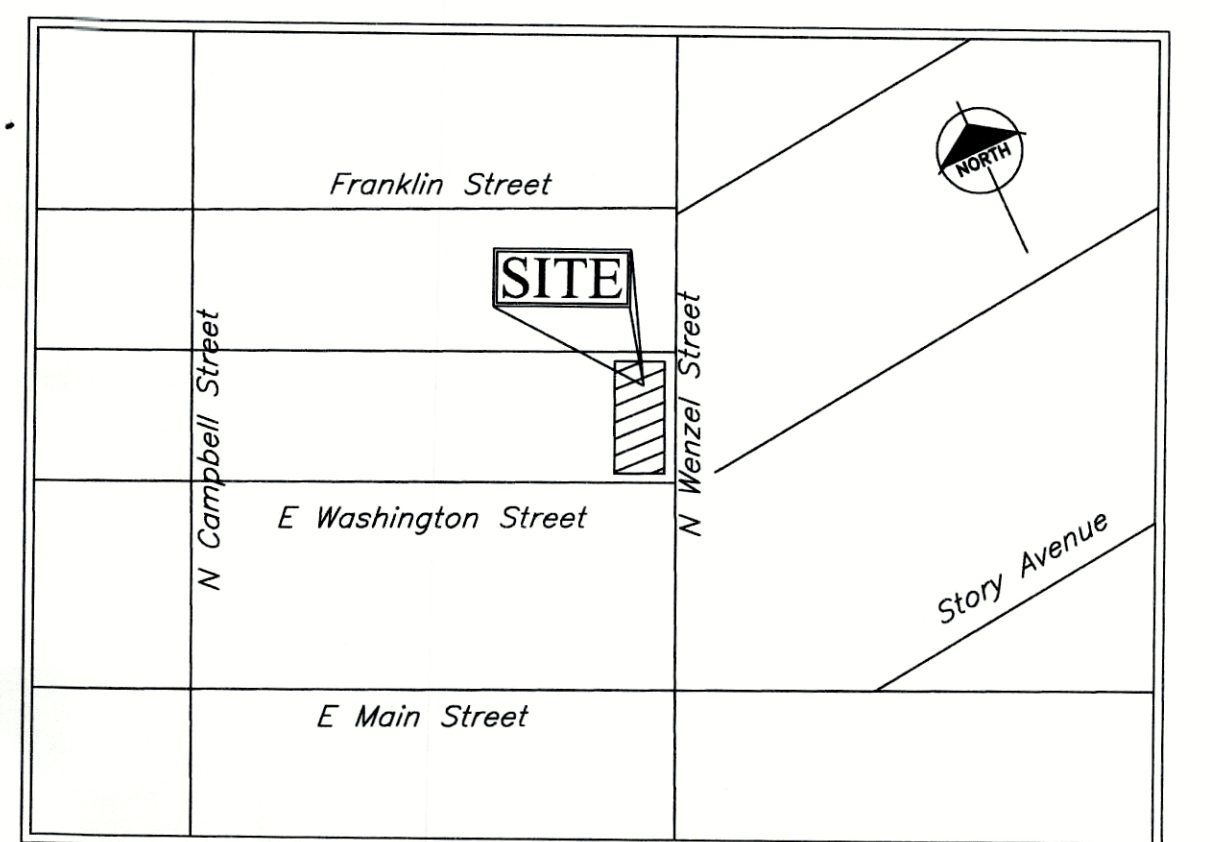 Franklin Street
NORTH
SITE
N Campbell Street
N Wenzel Street
E Washington Street
Story Avenue
E Main Street